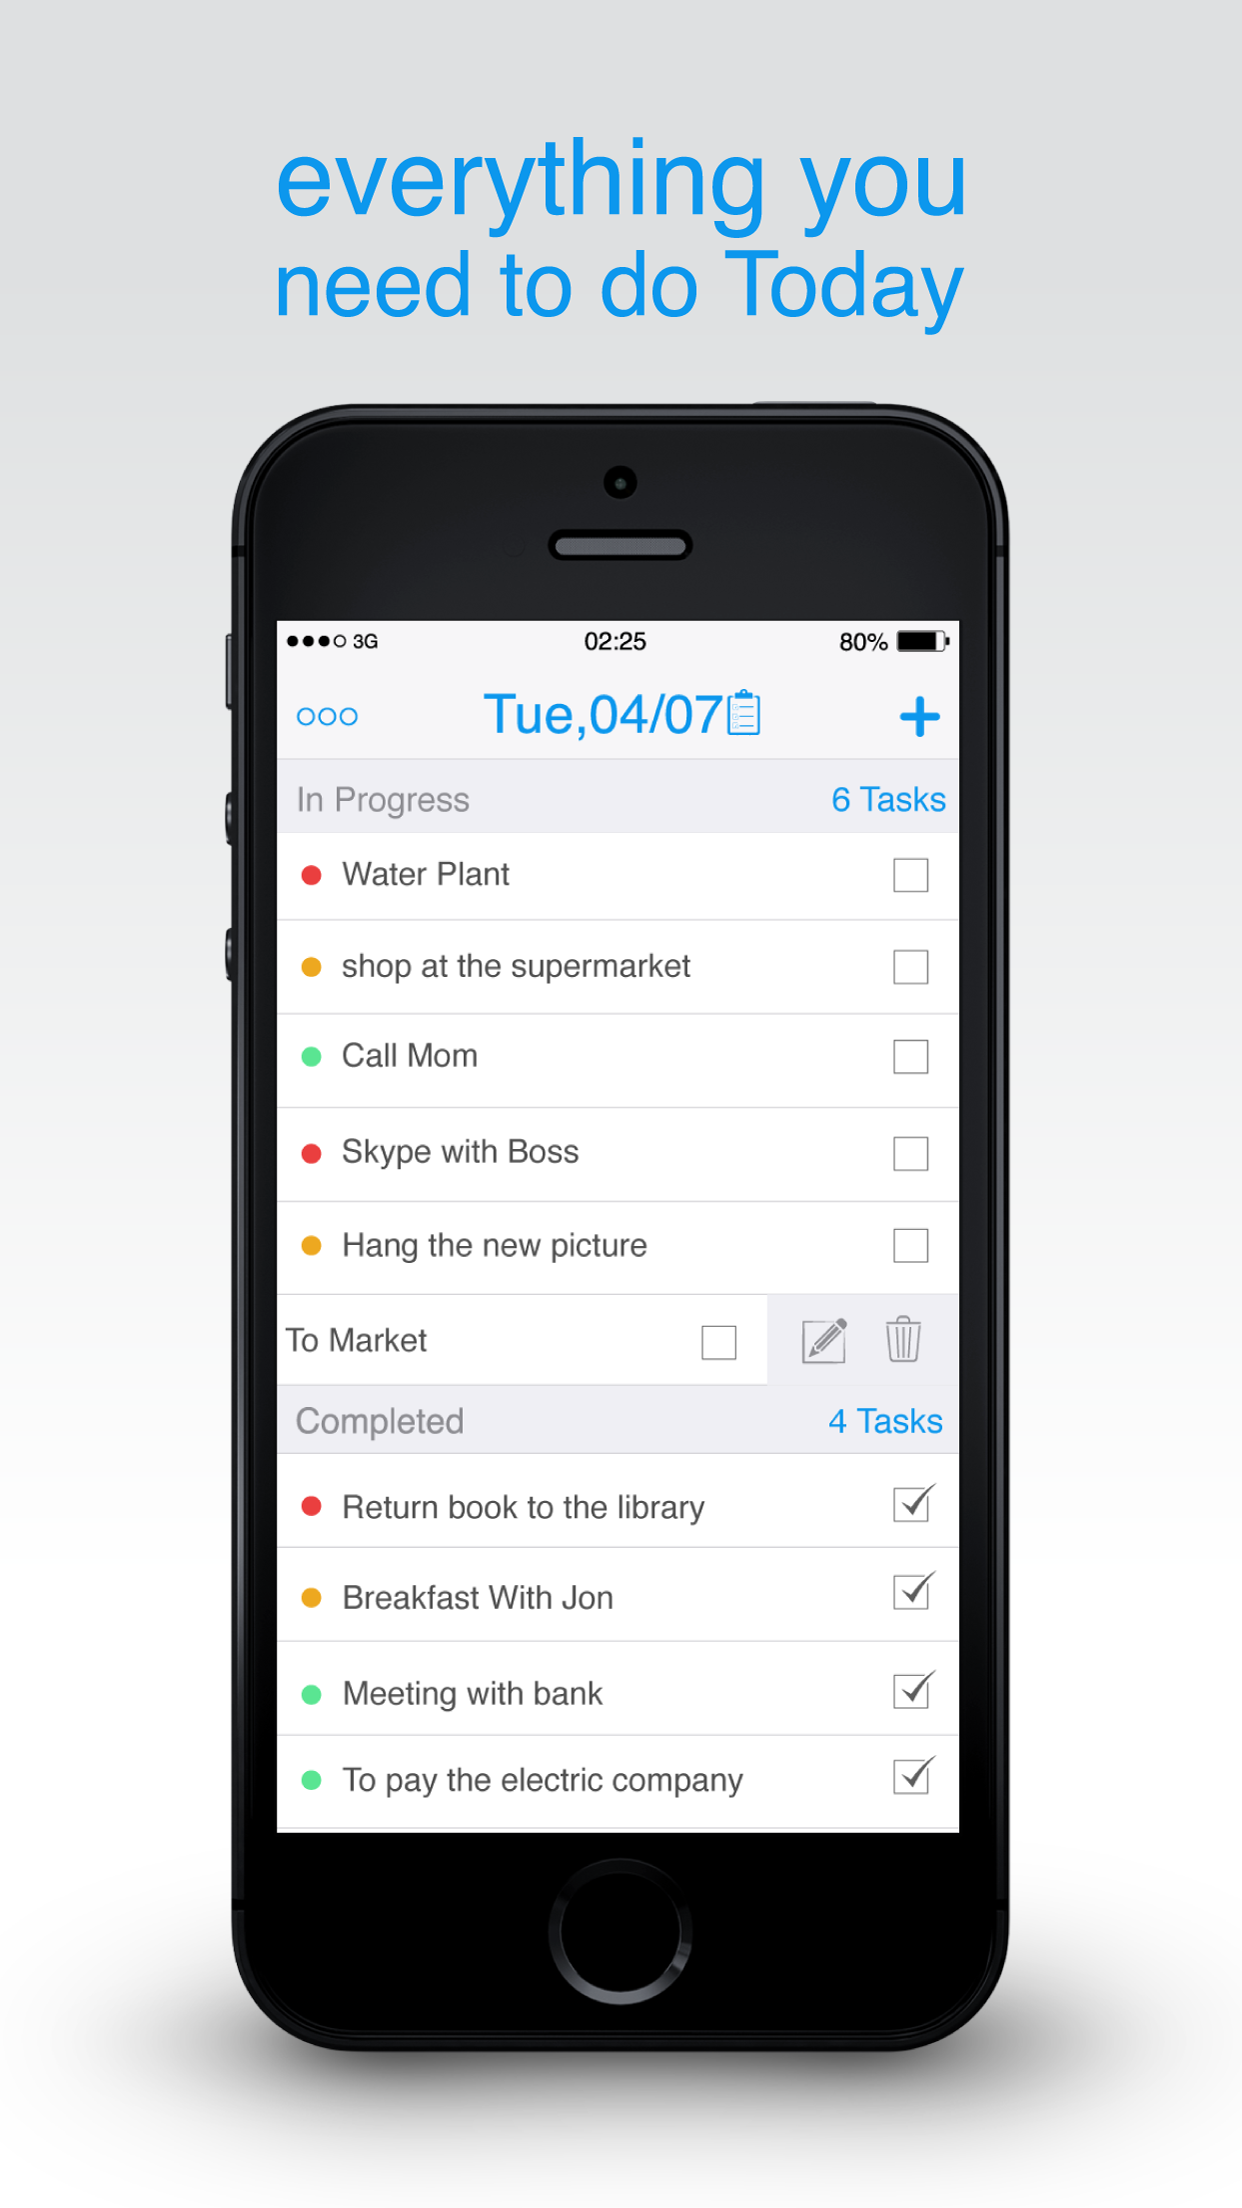 everything you
need to do Today
3G 02:25 80%
Tue,04/07
In Progress 6 Tasks
Water Plant
shop at the supermarket
Call Mom
Skype with Boss
Hang the new picture
To Market
Completed 4 Tasks
Return book to the library
Breakfast With Jon
Meeting with bank
To pay the electric company